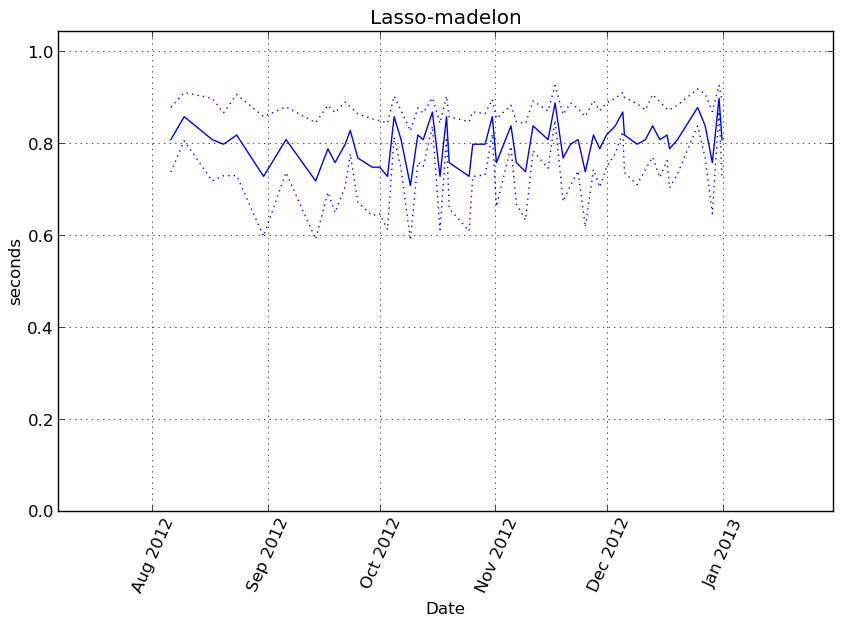 Lasso-madelon
1.0
0.8
0.6
0.4
0.2
0.0
seconds
Aug 2012
Sep 2012
Oct 2012
Nov 2012
Dec 2012
Jan 2013
Date